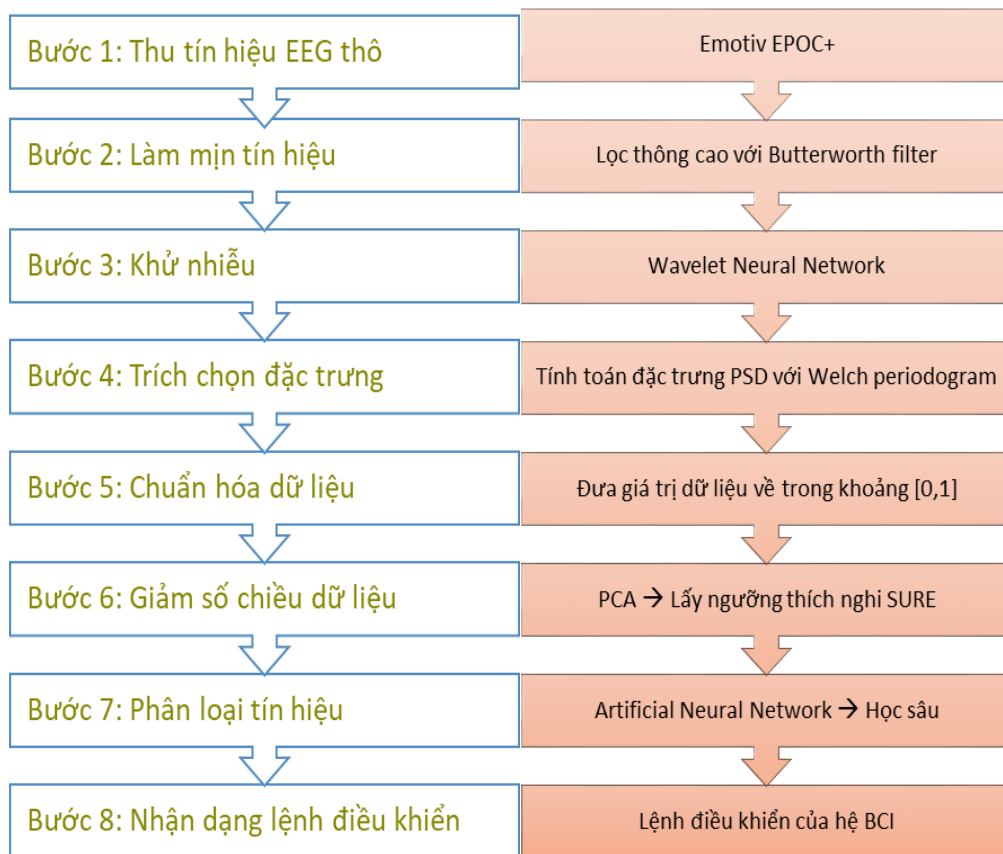 Bước 1: Thu tín hiệu EEG thô
Emotiv EPOC+
Bước 2: Làm mịn tín hiệu
Lọc thông cao với Butterworth filter
Bước 3: Khử nhiễu
Wavelet Neural Network
Bước 4: Trích chọn đặc trưng
Tính toán đặc trưng PSD với Welch periodogram
Bước 5: Chuẩn hóa dữ liệu
Đưa giá trị dữ liệu về trong khoảng [0,1]
Bước 6: Giảm số chiều dữ liệu
PCA → Lấy ngưỡng thích nghi SURE
Bước 7: Phân loại tín hiệu
Artificial Neural Network → Học sâu
Bước 8: Nhận dạng lệnh điều khiển
Lệnh điều khiển của hệ BCI